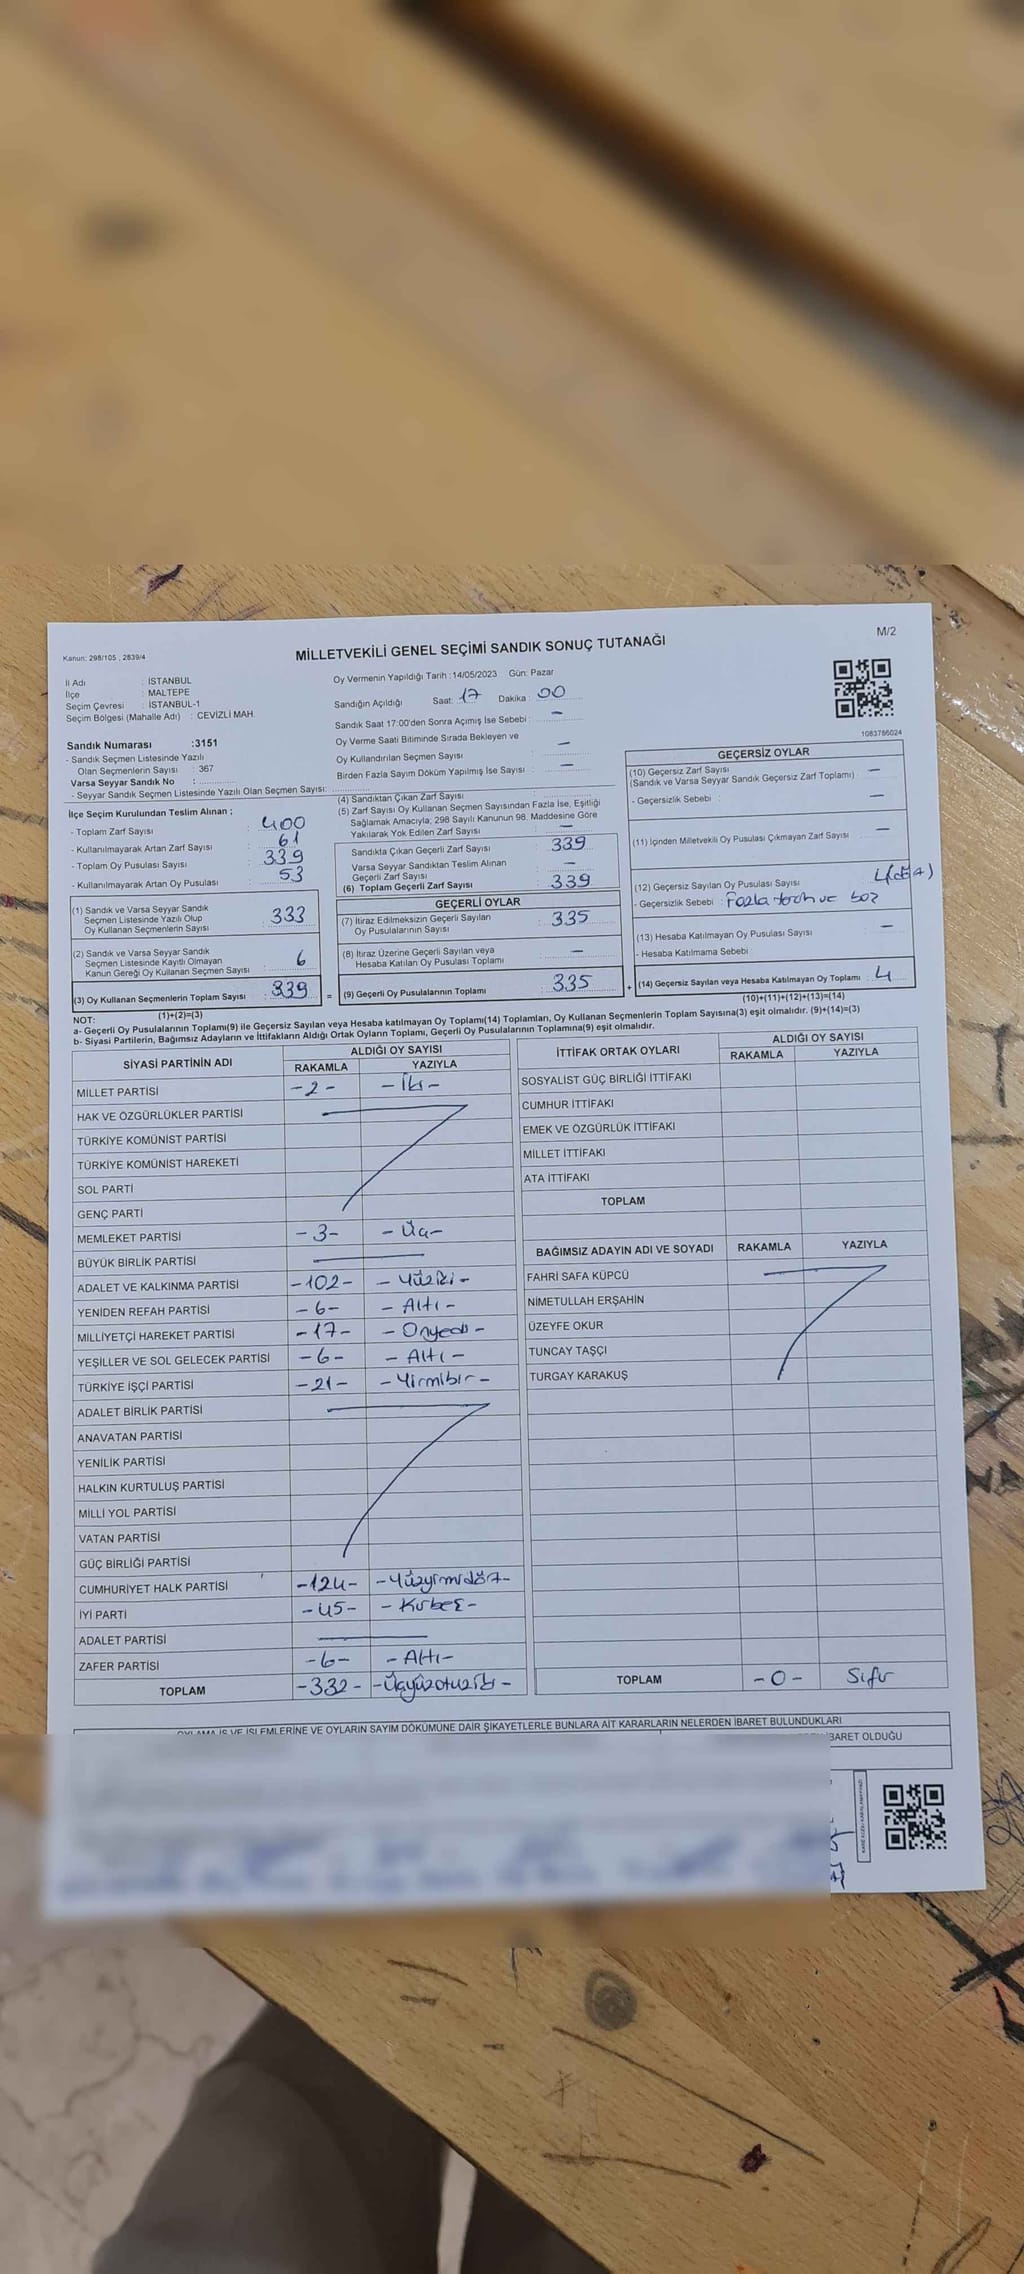 Kanun: 298/105 , 2839/4
MİLLETVEKİLİ GENEL SEÇİMİ SANDIK SONUÇ TUTANAĞI
M/2
İl Adı : İSTANBUL
İlçe : MALTEPE
Seçim Çevresi : İSTANBUL-1
Seçim Bölgesi (Mahalle Adı) : CEVİZLİ MAH.
Oy Vermenin Yapıldığı Tarih :14/05/2023 Gün: Pazar
Sandığın Açıldığı Saat: 17 Dakika : 00
Sandık Saat 17:00'den Sonra Açımış İse Sebebi : —
Oy Verme Saati Bitiminde Sırada Bekleyen ve
Oy Kullandırılan Seçmen Sayısı —
Birden Fazla Sayım Döküm Yapılmış İse Sayısı : —
1083786024
Sandık Numarası :3151
- Sandık Seçmen Listesinde Yazılı
Olan Seçmenlerin Sayısı : 367
Varsa Seyyar Sandık No :
- Seyyar Sandık Seçmen Listesinde Yazılı Olan Seçmen Sayısı:
İlçe Seçim Kurulundan Teslim Alınan ;
- Toplam Zarf Sayısı : 400
- Kullanılmayarak Artan Zarf Sayısı : 61
- Toplam Oy Pusulası Sayısı : 339
- Kullanılmayarak Artan Oy Pusulası : 53
(1) Sandık ve Varsa Seyyar Sandık
Seçmen Listesinde Yazılı Olup
Oy Kullanan Seçmenlerin Sayısı : 333
(2) Sandık ve Varsa Seyyar Sandık
Seçmen Listesinde Kayıtlı Olmayan
Kanun Gereği Oy Kullanan Seçmen Sayısı : 6
(3) Oy Kullanan Seçmenlerin Toplam Sayısı : 339
(1)+(2)=(3)
(4) Sandıktan Çıkan Zarf Sayısı :
(5) Zarf Sayısı Oy Kullanan Seçmen Sayısından Fazla İse, Eşitliği
Sağlamak Amacıyla; 298 Sayılı Kanunun 98. Maddesine Göre
Yakılarak Yok Edilen Zarf Sayısı : —
Sandıkta Çıkan Geçerli Zarf Sayısı : 339
Varsa Seyyar Sandıktan Teslim Alınan
Geçerli Zarf Sayısı : —
(6) Toplam Geçerli Zarf Sayısı : 339
GEÇERLİ OYLAR
(7) İtiraz Edilmeksizin Geçerli Sayılan
Oy Pusulalarının Sayısı : 335
(8) İtiraz Üzerine Geçerli Sayılan veya
Hesaba Katılan Oy Pusulası Toplamı : —
= (9) Geçerli Oy Pusulalarının Toplamı : 335
GEÇERSİZ OYLAR
(10) Geçersiz Zarf Sayısı
(Sandık ve Varsa Seyyar Sandık Geçersiz Zarf Toplamı) : —
- Geçersizlik Sebebi : —
(11) İçinden Milletvekili Oy Pusulası Çıkmayan Zarf Sayısı —
(12) Geçersiz Sayılan Oy Pusulası Sayısı : 4
- Geçersizlik Sebebi : Fazla tercih ve boş
(13) Hesaba Katılmayan Oy Pusulası Sayısı : —
- Hesaba Katılmama Sebebi :
+ (14) Geçersiz Sayılan veya Hesaba Katılmayan Oy Toplamı : 4
(10)+(11)+(12)+(13)=(14)
NOT:
a- Geçerli Oy Pusulalarının Toplamı(9) ile Geçersiz Sayılan veya Hesaba katılmayan Oy Toplamı(14) Toplamları, Oy Kullanan Seçmenlerin Toplam Sayısına(3) eşit olmalıdır. (9)+(14)=(3)
b- Siyasi Partilerin, Bağımsız Adayların ve İttifakların Aldığı Ortak Oyların Toplamı, Geçerli Oy Pusulalarının Toplamına(9) eşit olmalıdır.
SİYASİ PARTİNİN ADI ALDIĞI OY SAYISI
RAKAMLA YAZIYLA
MİLLET PARTİSİ -2- -İki-
HAK VE ÖZGÜRLÜKLER PARTİSİ
TÜRKİYE KOMÜNİST PARTİSİ
TÜRKİYE KOMÜNİST HAREKETİ
SOL PARTİ
GENÇ PARTİ
MEMLEKET PARTİSİ -3- -Üç-
BÜYÜK BİRLİK PARTİSİ
ADALET VE KALKINMA PARTİSİ -102- -Yüziki-
YENİDEN REFAH PARTİSİ -6- -Altı-
MİLLİYETÇİ HAREKET PARTİSİ -17- -Onyedi-
YEŞİLLER VE SOL GELECEK PARTİSİ -6- -Altı-
TÜRKİYE İŞÇİ PARTİSİ -21- -Yirmibir-
ADALET BİRLİK PARTİSİ
ANAVATAN PARTİSİ
YENİLİK PARTİSİ
HALKIN KURTULUŞ PARTİSİ
MİLLİ YOL PARTİSİ
VATAN PARTİSİ
GÜÇ BİRLİĞİ PARTİSİ
CUMHURİYET HALK PARTİSİ -124- -Yüzyirmidört-
İYİ PARTİ -45- -Kırkbeş-
ADALET PARTİSİ
ZAFER PARTİSİ -6- -Altı-
TOPLAM -332- -Üçyüzotuziki-
İTTİFAK ORTAK OYLARI ALDIĞI OY SAYISI
RAKAMLA YAZIYLA
SOSYALİST GÜÇ BİRLİĞİ İTTİFAKI
CUMHUR İTTİFAKI
EMEK VE ÖZGÜRLÜK İTTİFAKI
MİLLET İTTİFAKI
ATA İTTİFAKI
TOPLAM
BAĞIMSIZ ADAYIN ADI VE SOYADI RAKAMLA YAZIYLA
FAHRİ SAFA KÜPCÜ
NİMETULLAH ERŞAHİN
ÜZEYFE OKUR
TUNCAY TAŞÇI
TURGAY KARAKUŞ
TOPLAM -0- Sıfır
OYLAMA İŞ VE İŞLEMLERİNE VE OYLARIN SAYIM DÖKÜMÜNE DAİR ŞİKAYETLERLE BUNLARA AİT KARARLARIN NELERDEN İBARET BULUNDUKLARI
İBARET OLDUĞU